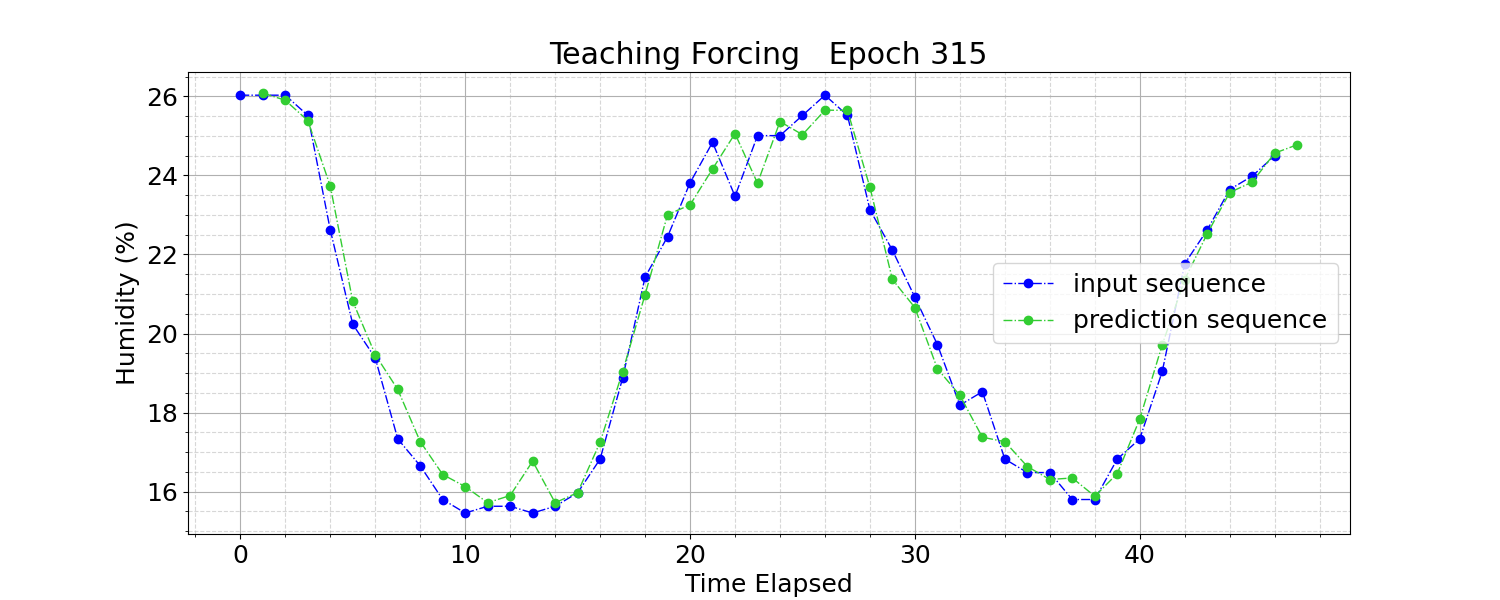 Teaching Forcing   Epoch 315
Humidity (%)
26
24
22
20
18
16
input sequence
prediction sequence
0 10 20 30 40
Time Elapsed